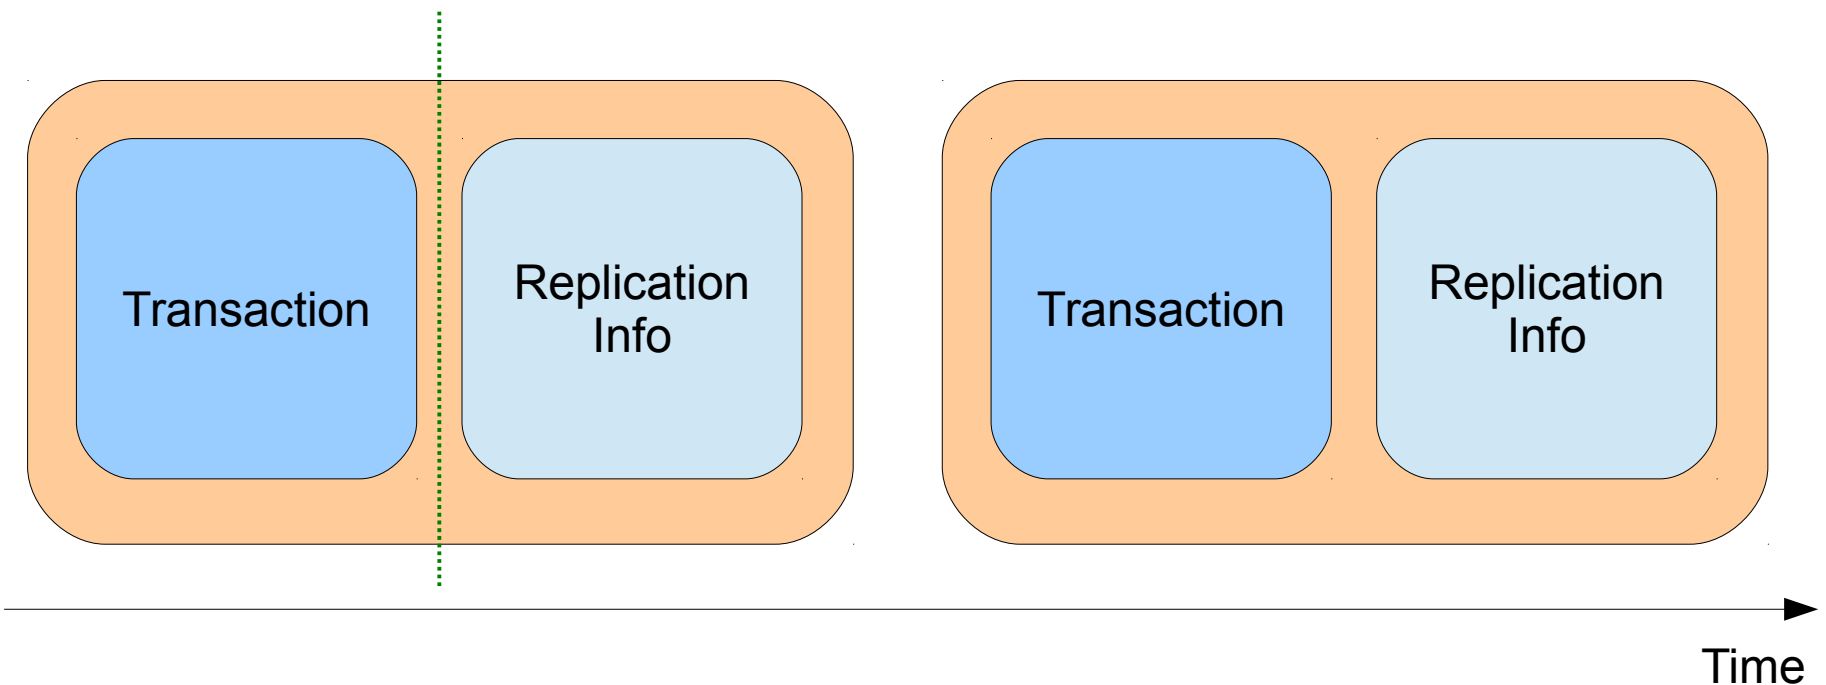 Transaction
Replication
Info
Transaction
Replication
Info
Time